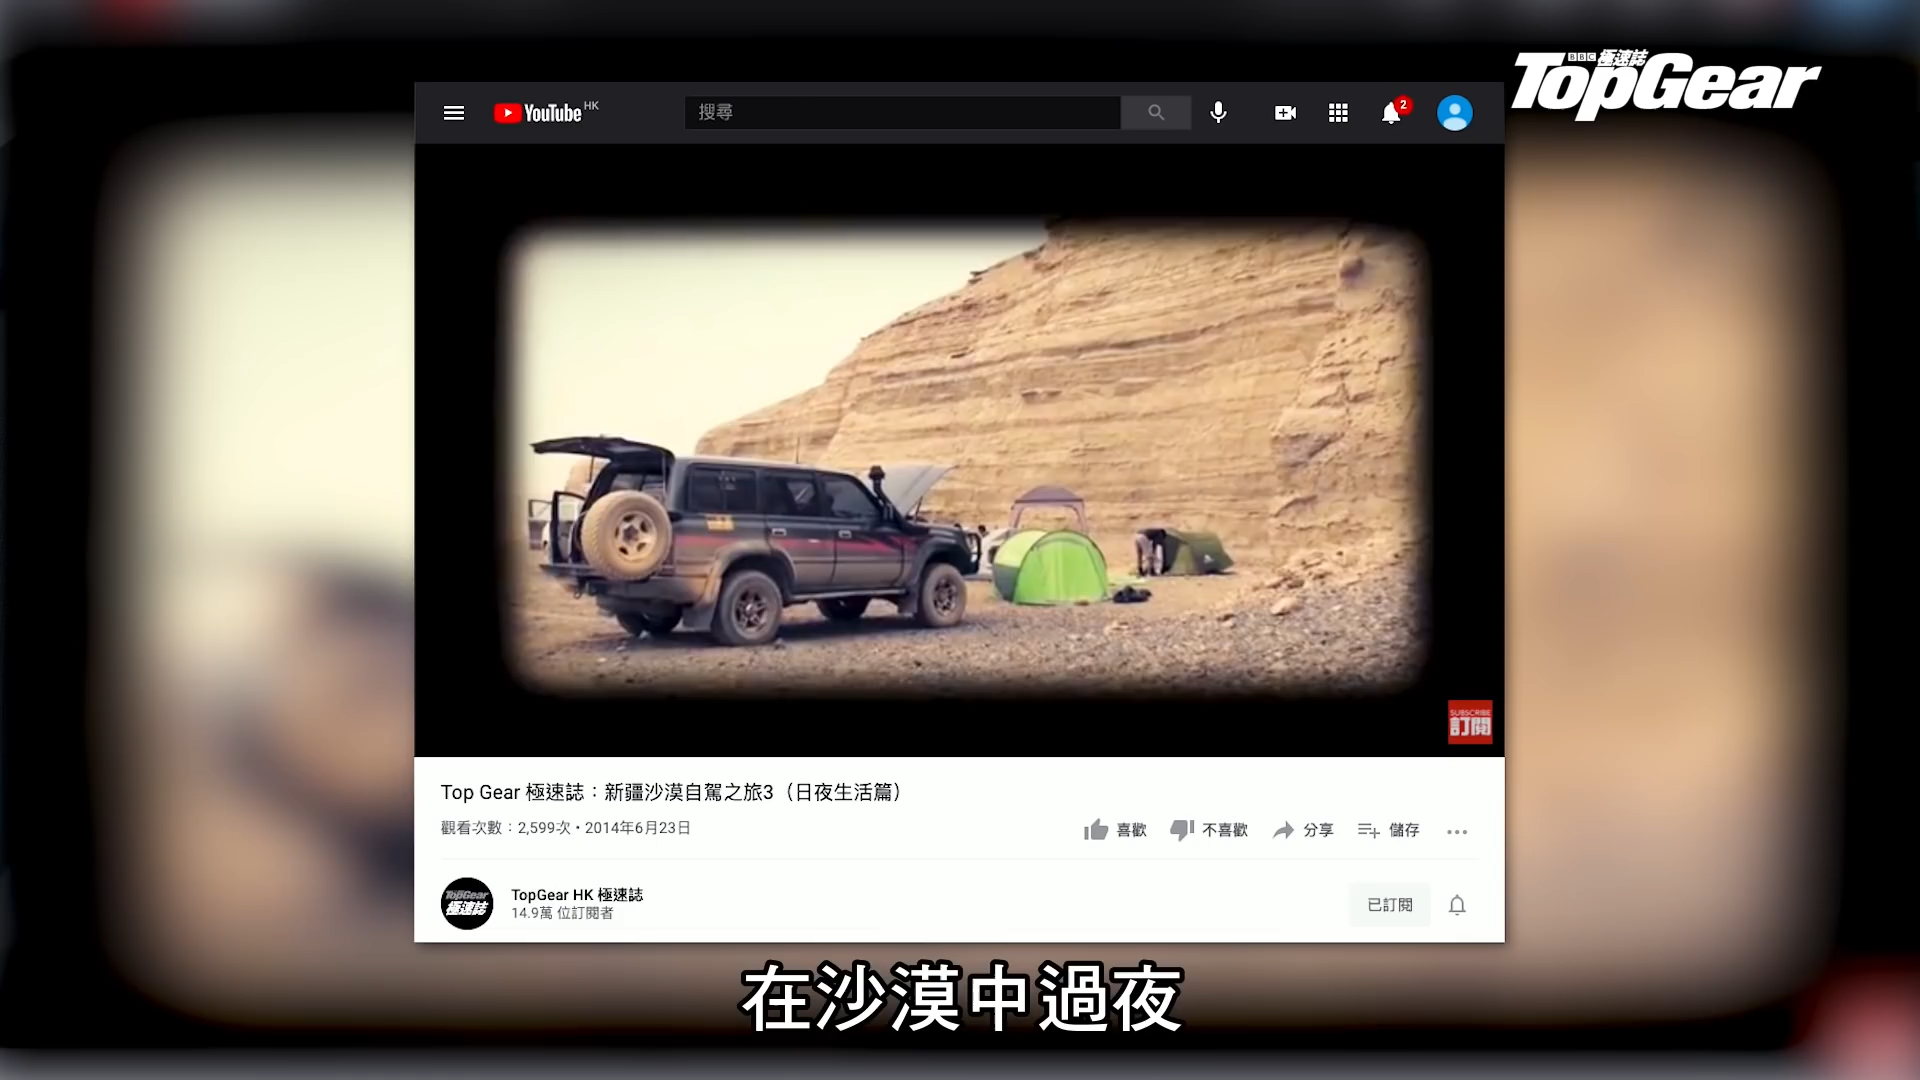 BBC 極速誌
TopGear
YouTube HK
搜尋
2
SUBSCRIBE
訂閱
Top Gear 極速誌：新疆沙漠自駕之旅3（日夜生活篇）
觀看次數：2,599次・2014年6月23日
喜歡
不喜歡
分享
儲存
TopGear
極速誌
TopGear HK 極速誌
14.9萬 位訂閱者
已訂閱
在沙漠中過夜